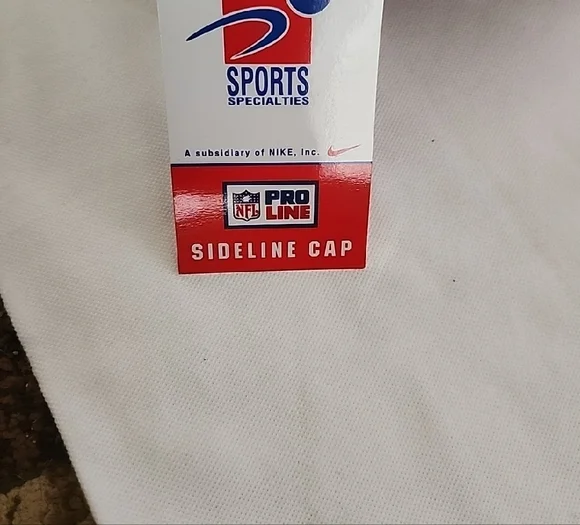 SPORTS
SPECIALTIES
A subsidiary of NIKE, Inc.
NFL PRO LINE
SIDELINE CAP